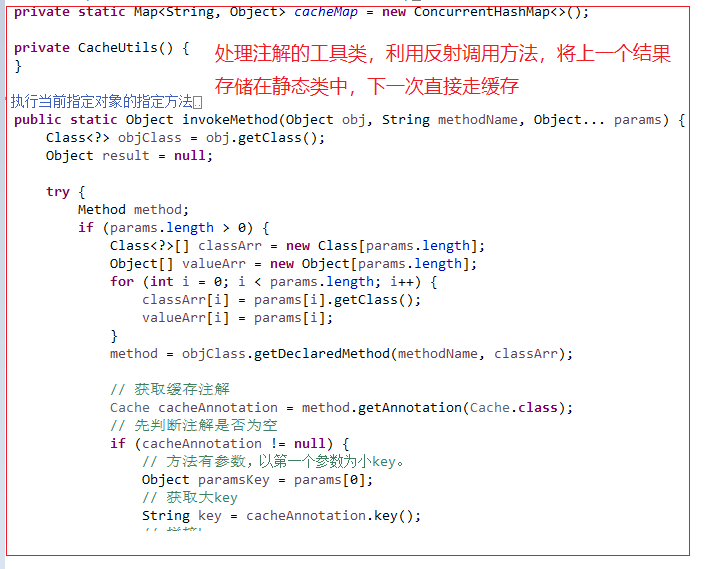 private static Map<String, Object> cacheMap = new ConcurrentHashMap<>();
private CacheUtils() {
}
处理注解的工具类，利用反射调用方法，将上一个结果
存储在静态类中，下一次直接走缓存
执行当前指定对象的指定方法
public static Object invokeMethod(Object obj, String methodName, Object... params) {
Class<?> objClass = obj.getClass();
Object result = null;
try {
Method method;
if (params.length > 0) {
Class<?>[] classArr = new Class[params.length];
Object[] valueArr = new Object[params.length];
for (int i = 0; i < params.length; i++) {
classArr[i] = params[i].getClass();
valueArr[i] = params[i];
}
method = objClass.getDeclaredMethod(methodName, classArr);
// 获取缓存注解
Cache cacheAnnotation = method.getAnnotation(Cache.class);
// 先判断注解是否为空
if (cacheAnnotation != null) {
// 方法有参数，以第一个参数为小key。
Object paramsKey = params[0];
// 获取大key
String key = cacheAnnotation.key();